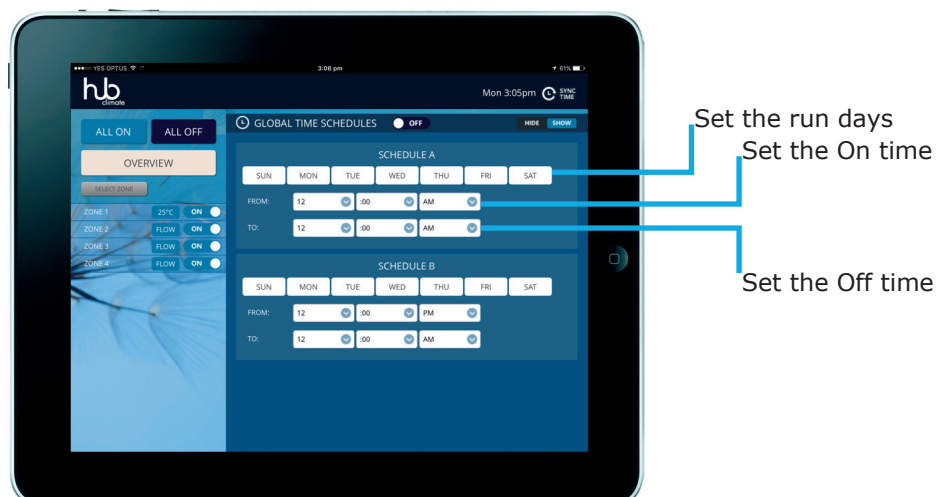 YES OPTUS 3:06 pm 61%
hub
climate
Mon 3:05pm SYNC
TIME
ALL ON ALL OFF
OVERVIEW
SELECT ZONE
ZONE 1 25°C ON
ZONE 2 FLOW ON
ZONE 3 FLOW ON
ZONE 4 FLOW ON
GLOBAL TIME SCHEDULES OFF HIDE SHOW
SCHEDULE A
SUN MON TUE WED THU FRI SAT
FROM: 12 :00 AM
TO: 12 :00 AM
SCHEDULE B
SUN MON TUE WED THU FRI SAT
FROM: 12 :00 PM
TO: 12 :00 AM
Set the run days
Set the On time
Set the Off time